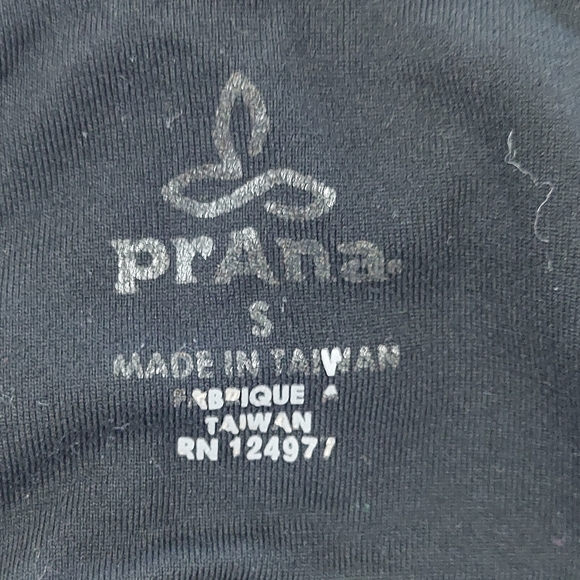 prAna
S
MADE IN TAIWAN
FABRIQUE A
TAIWAN
RN 124977